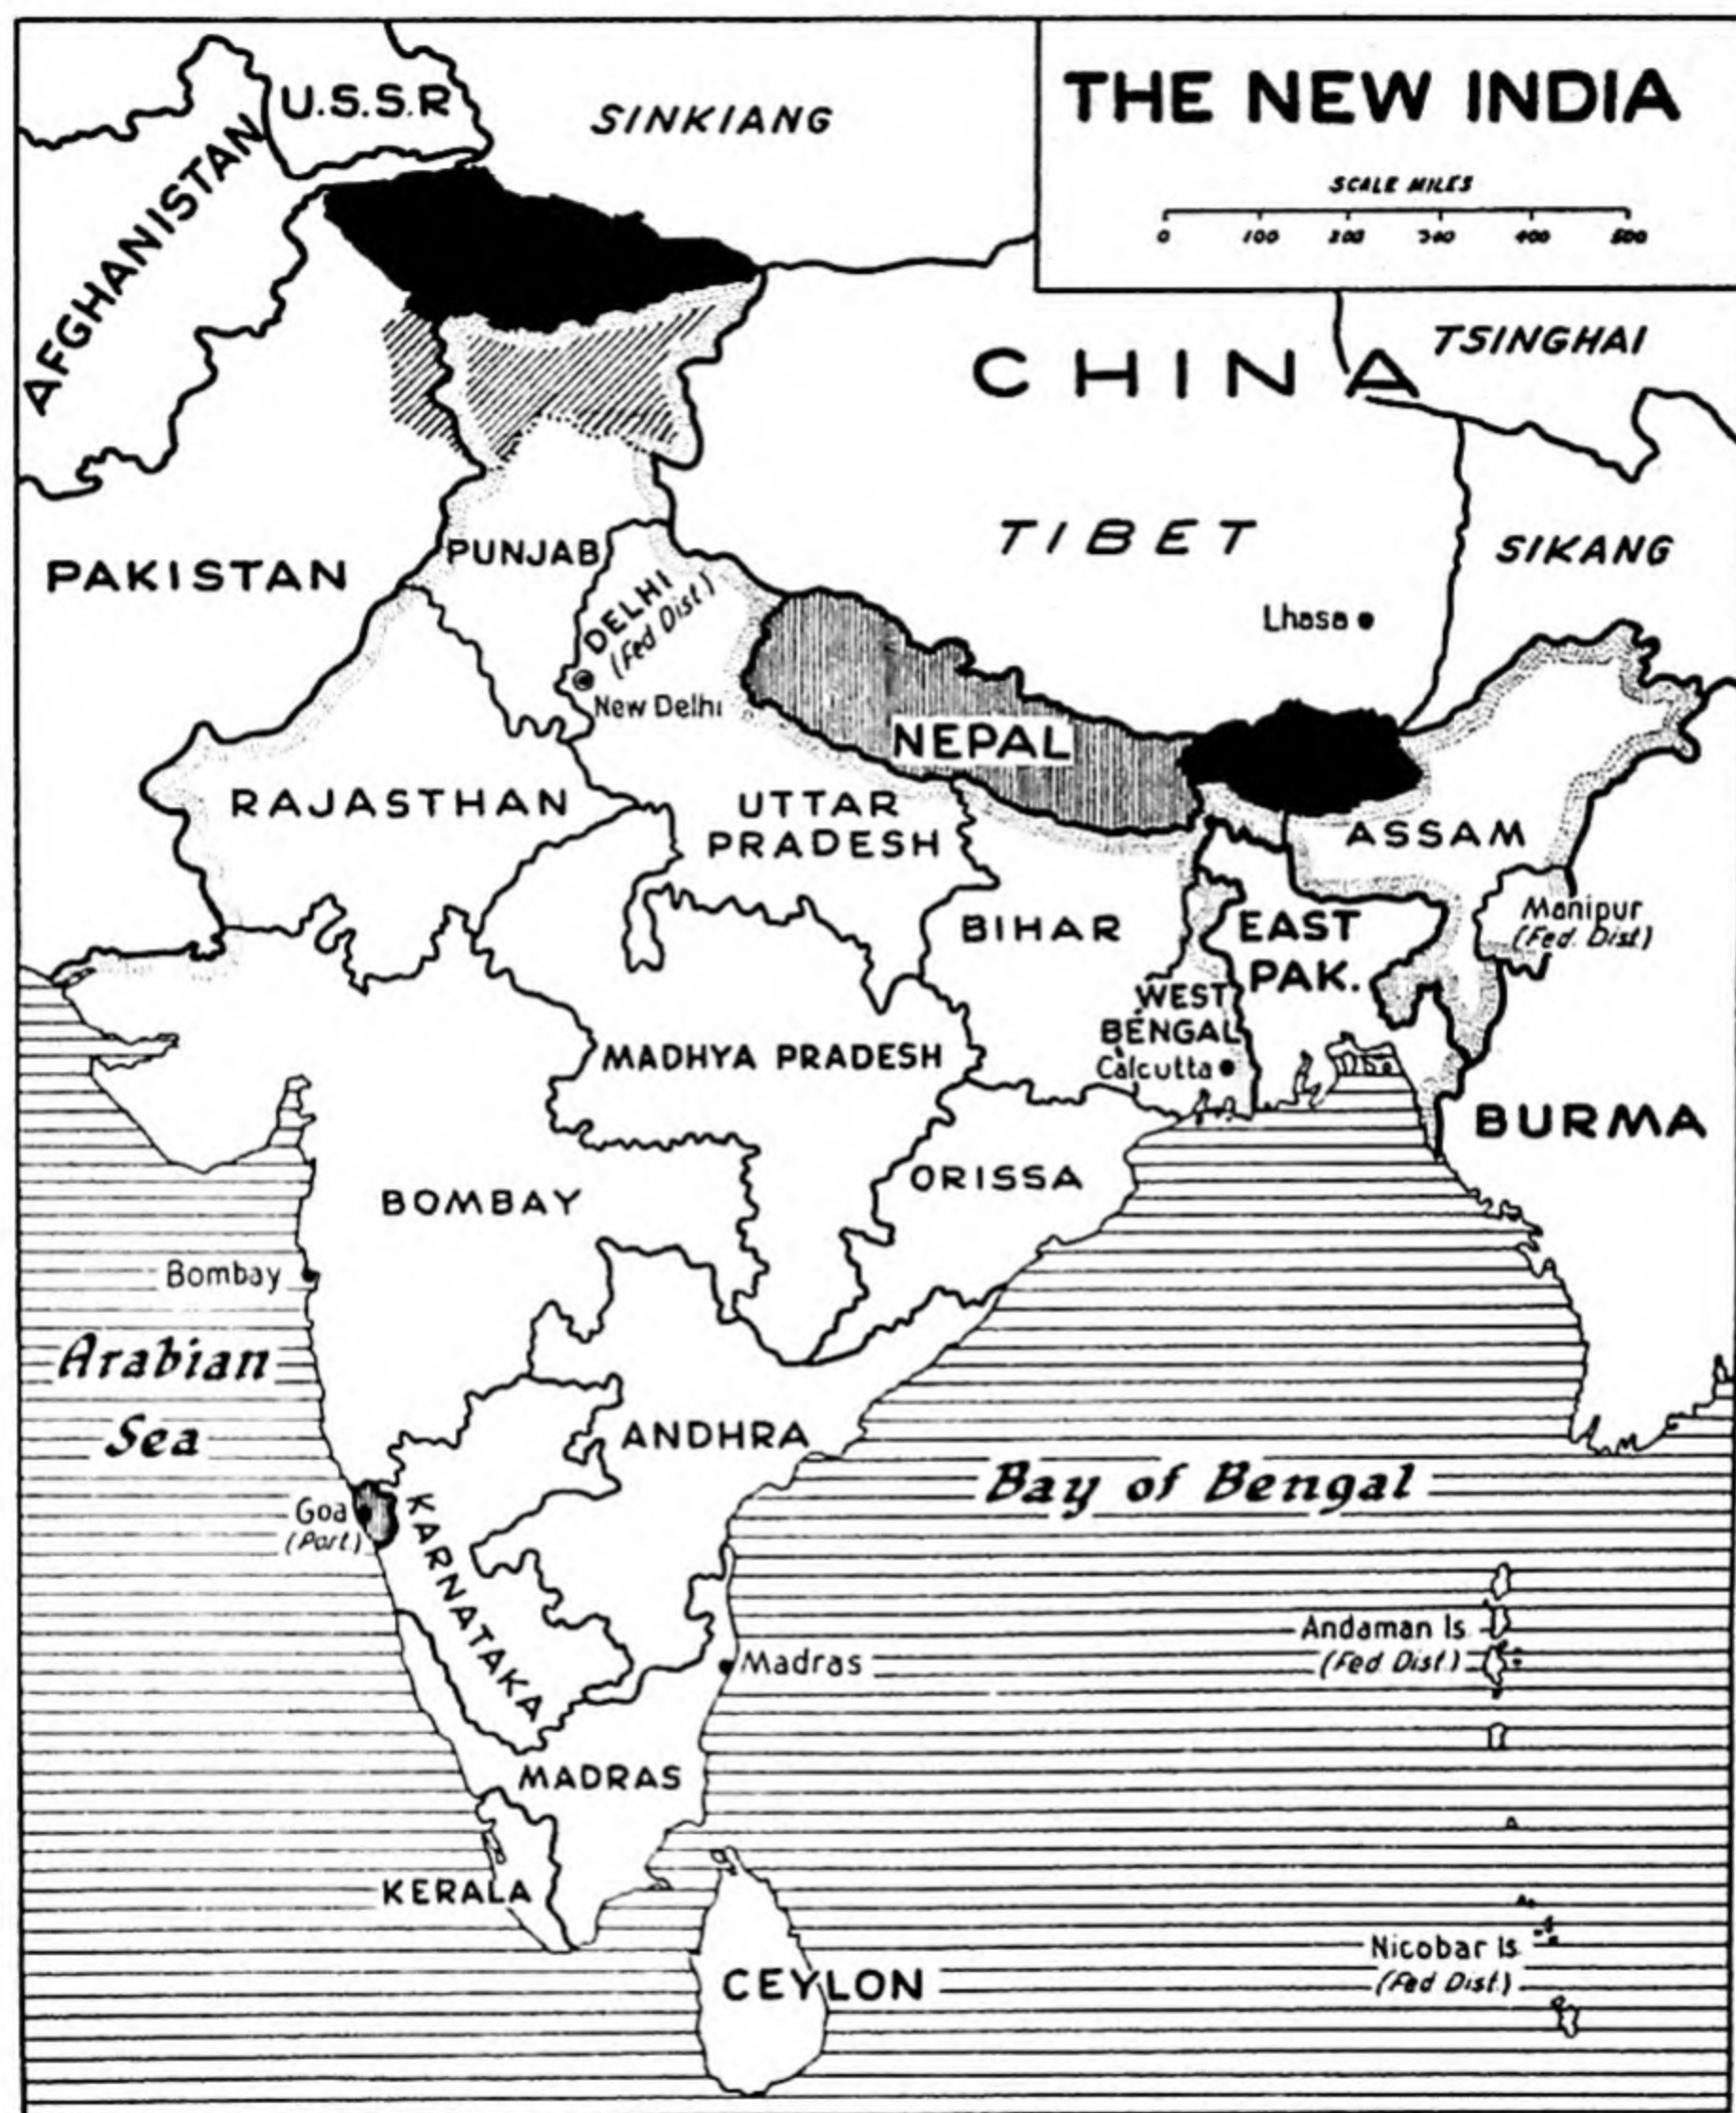 THE NEW INDIA
SCALE MILES
0 100 200 300 400 500
U.S.S.R
SINKIANG
AFGHANISTAN
CHINA
TSINGHAI
TIBET
SIKANG
Lhasa
PAKISTAN
PUNJAB
DELHI
(Fed Dist.)
New Delhi
NEPAL
RAJASTHAN
UTTAR
PRADESH
ASSAM
BIHAR
EAST
PAK.
Manipur
(Fed. Dist)
WEST
BENGAL
Calcutta
MADHYA PRADESH
BURMA
ORISSA
BOMBAY
Bombay
Arabian
Sea
ANDHRA
Bay of Bengal
Goa
(Port.)
KARNATAKA
Andaman Is.
(Fed. Dist.)
Madras
MADRAS
KERALA
Nicobar Is.
(Fed Dist.)
CEYLON